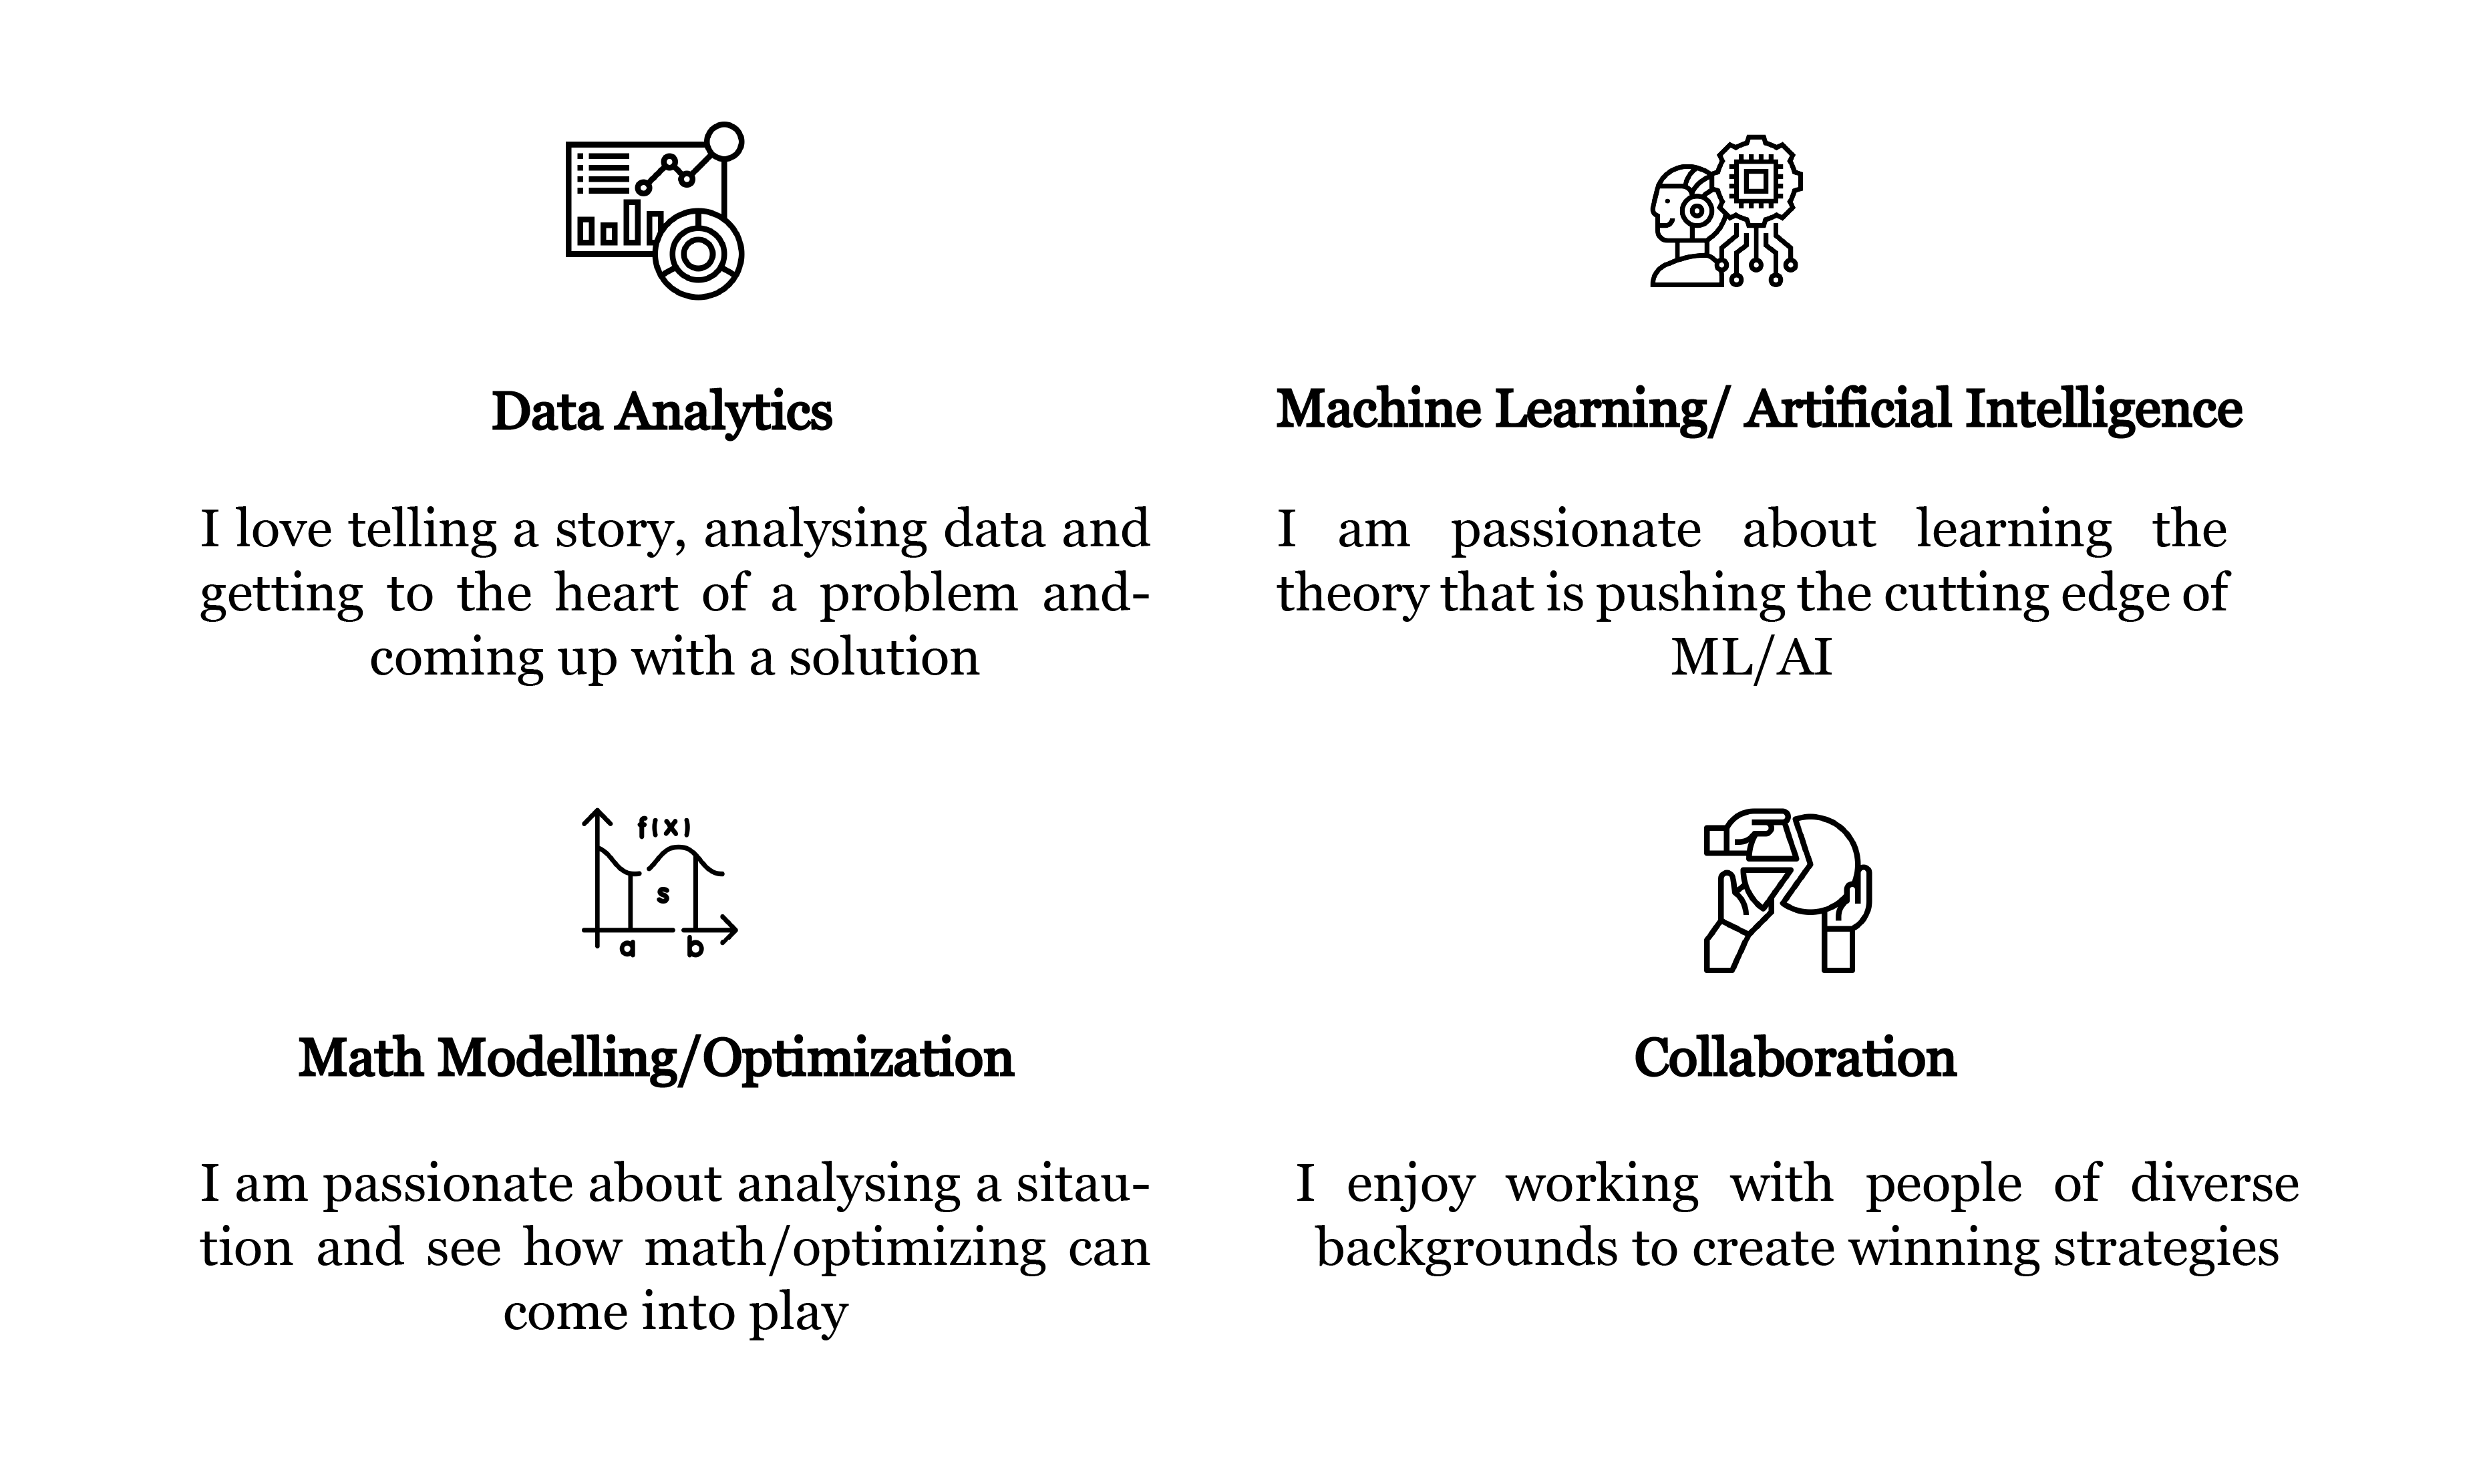 Data Analytics
I love telling a story, analysing data and
getting to the heart of a problem and-
coming up with a solution
Machine Learning/ Artificial Intelligence
I am passionate about learning the
theory that is pushing the cutting edge of
ML/AI
f(x)
s
a b
Math Modelling/Optimization
I am passionate about analysing a sitau-
tion and see how math/optimizing can
come into play
Collaboration
I enjoy working with people of diverse
backgrounds to create winning strategies